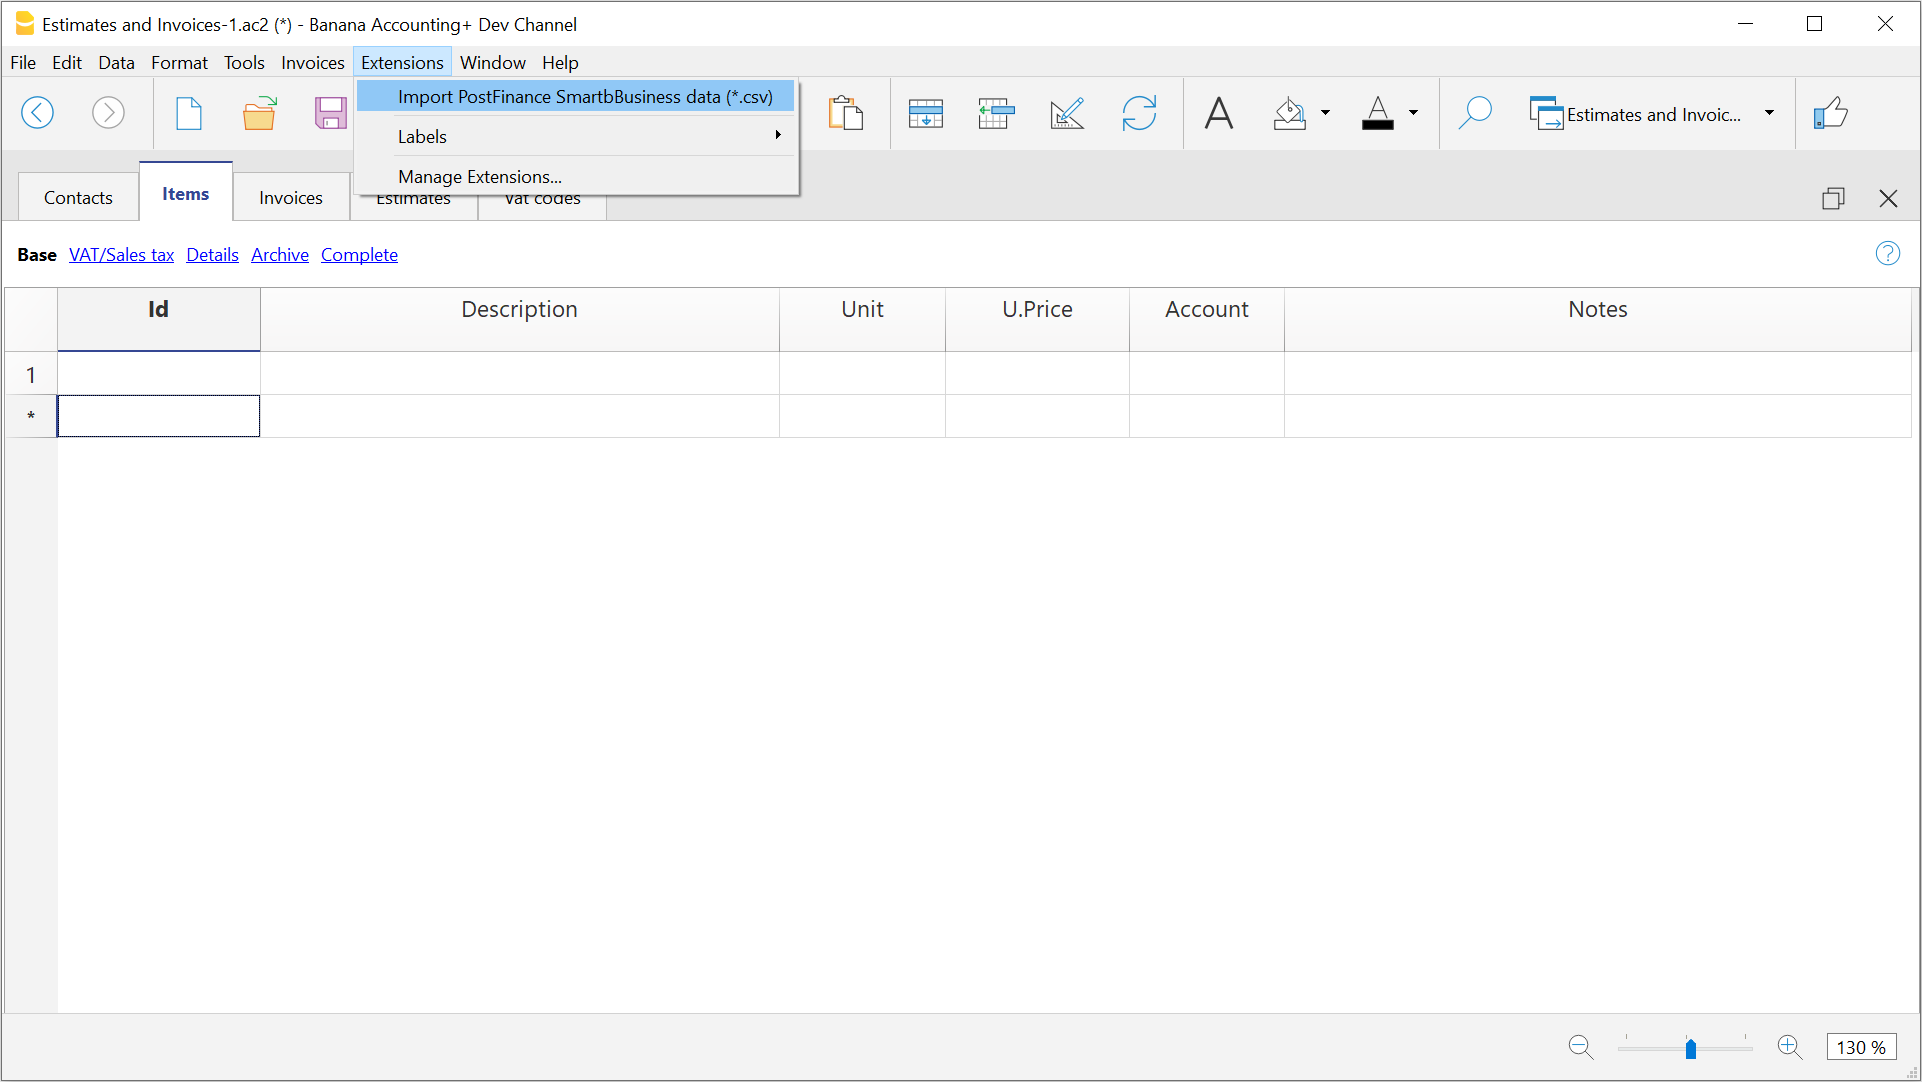 Estimates and Invoices-1.ac2 (*) - Banana Accounting+ Dev Channel
File Edit Data Format Tools Invoices Extensions Window Help
Import PostFinance SmartbBusiness data (*.csv)
Labels
Manage Extensions...
Estimates and Invoic...
Contacts Items Invoices Estimates Vat codes
Base VAT/Sales tax Details Archive Complete
?
Id Description Unit U.Price Account Notes
1
*
130 %